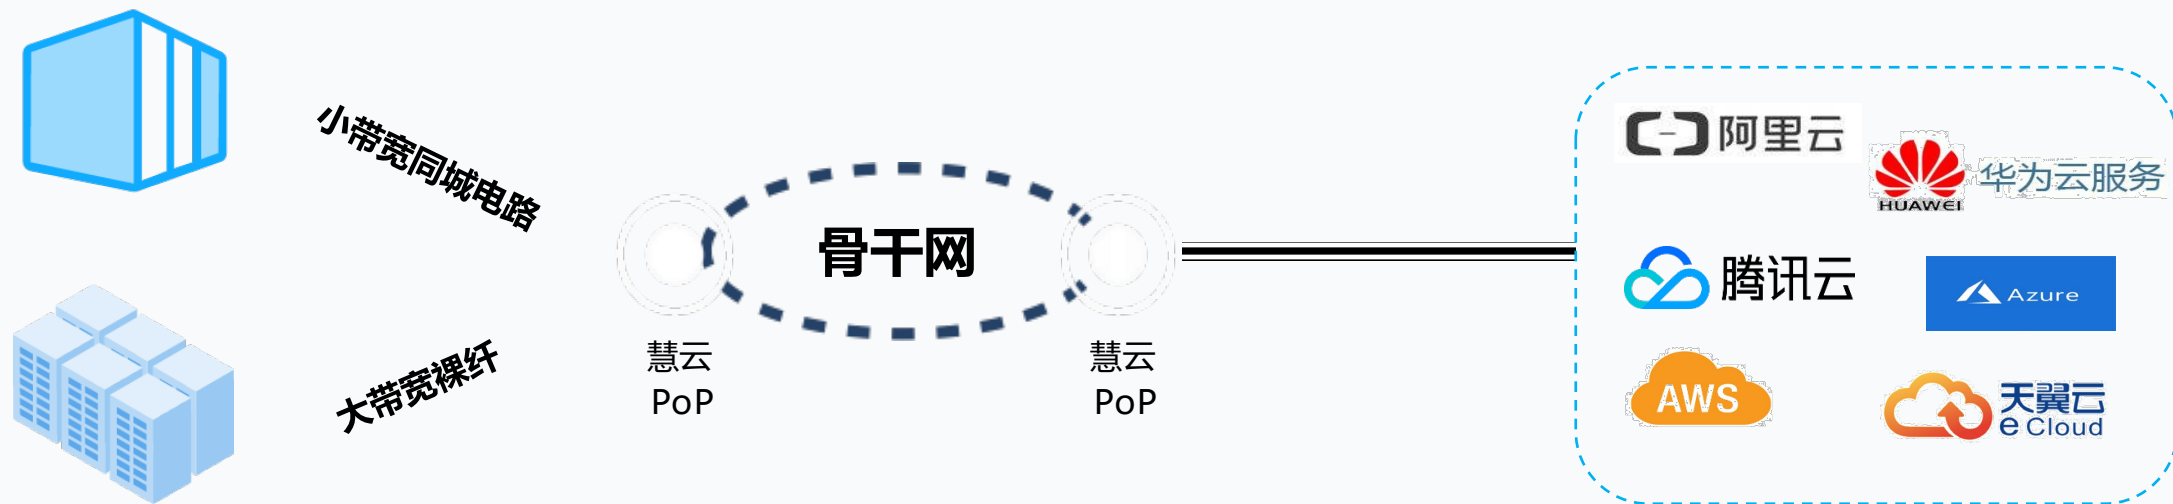 小带宽同城电路
大带宽裸纤
骨干网
慧云
PoP
慧云
PoP
阿里云
HUAWEI
华为云服务
腾讯云
Azure
AWS
天翼云
e Cloud